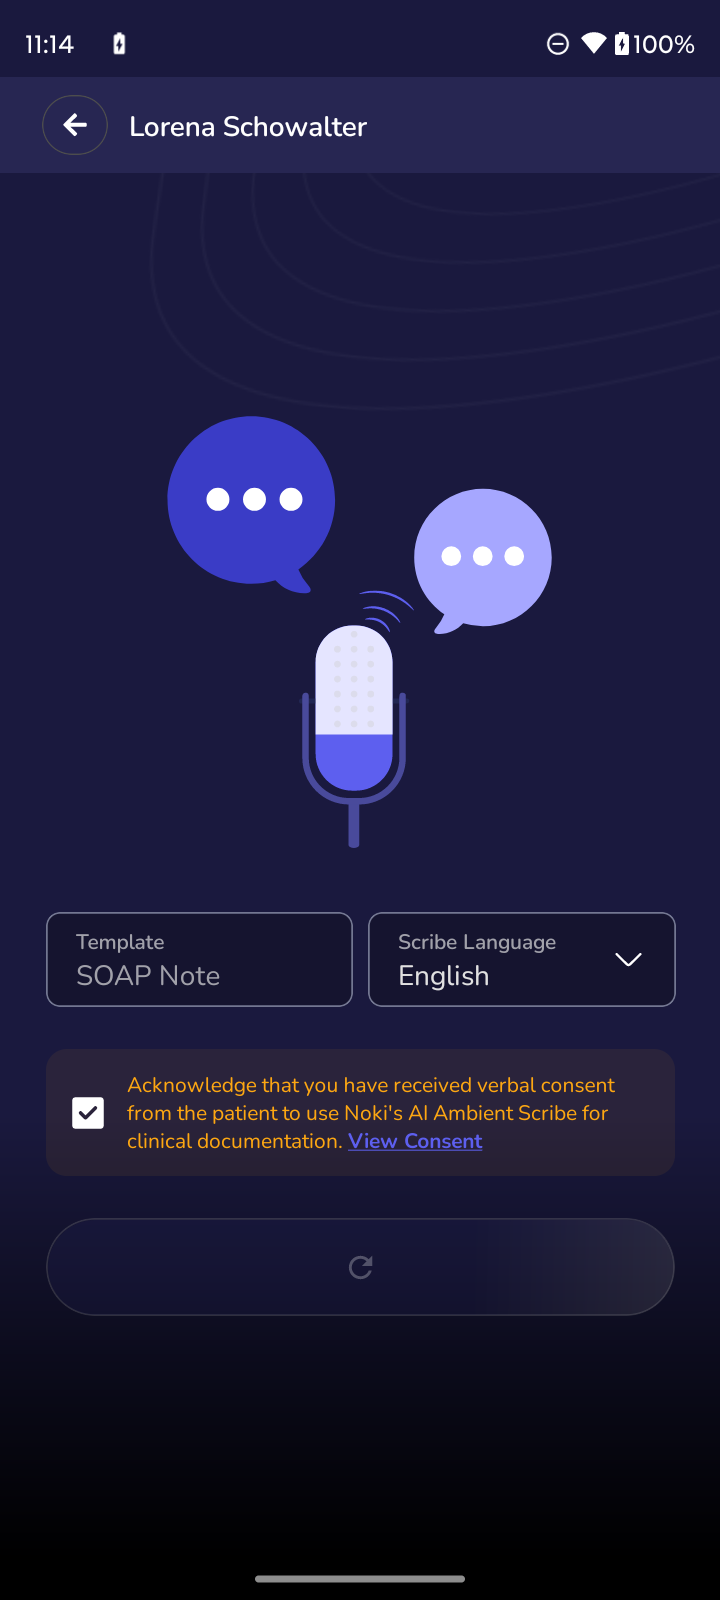 11:14
100%
Lorena Schowalter
Template
SOAP Note
Scribe Language
English
Acknowledge that you have received verbal consent
from the patient to use Noki's AI Ambient Scribe for
clinical documentation. View Consent